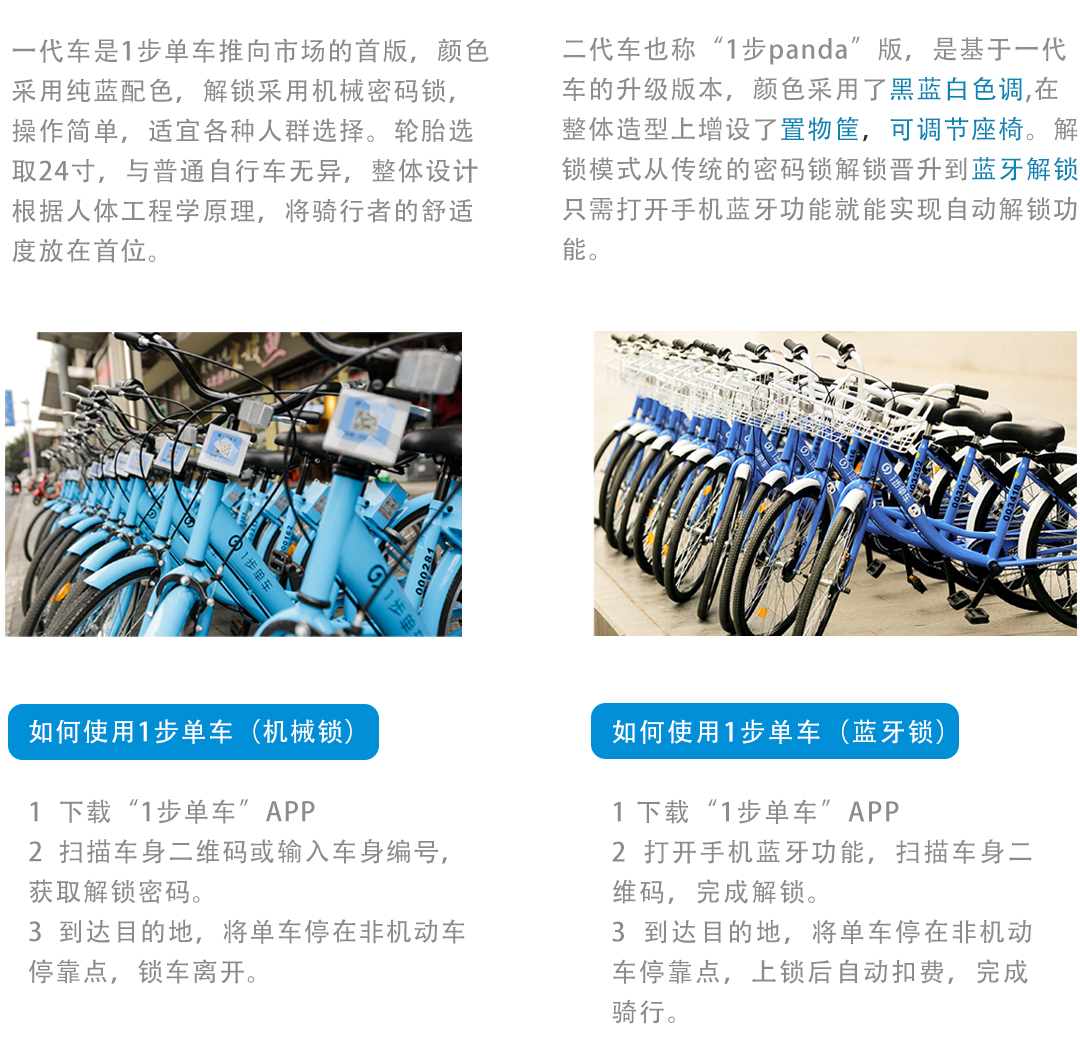 一代车是1步单车推向市场的首版，颜色
采用纯蓝配色，解锁采用机械密码锁，
操作简单，适宜各种人群选择。轮胎选
取24寸，与普通自行车无异，整体设计
根据人体工程学原理，将骑行者的舒适
度放在首位。
二代车也称“1步panda”版，是基于一代
车的升级版本，颜色采用了黑蓝白色调,在
整体造型上增设了置物筐，可调节座椅。解
锁模式从传统的密码锁解锁晋升到蓝牙解锁
只需打开手机蓝牙功能就能实现自动解锁功
能。
1步单车
000281
00162
1步单车
1步单车
003011
003416
如何使用1步单车（机械锁）
1 下载“1步单车”APP
2 扫描车身二维码或输入车身编号，
获取解锁密码。
3 到达目的地，将单车停在非机动车
停靠点，锁车离开。
如何使用1步单车（蓝牙锁）
1 下载“1步单车”APP
2 打开手机蓝牙功能，扫描车身二
维码，完成解锁。
3 到达目的地，将单车停在非机动
车停靠点，上锁后自动扣费，完成
骑行。